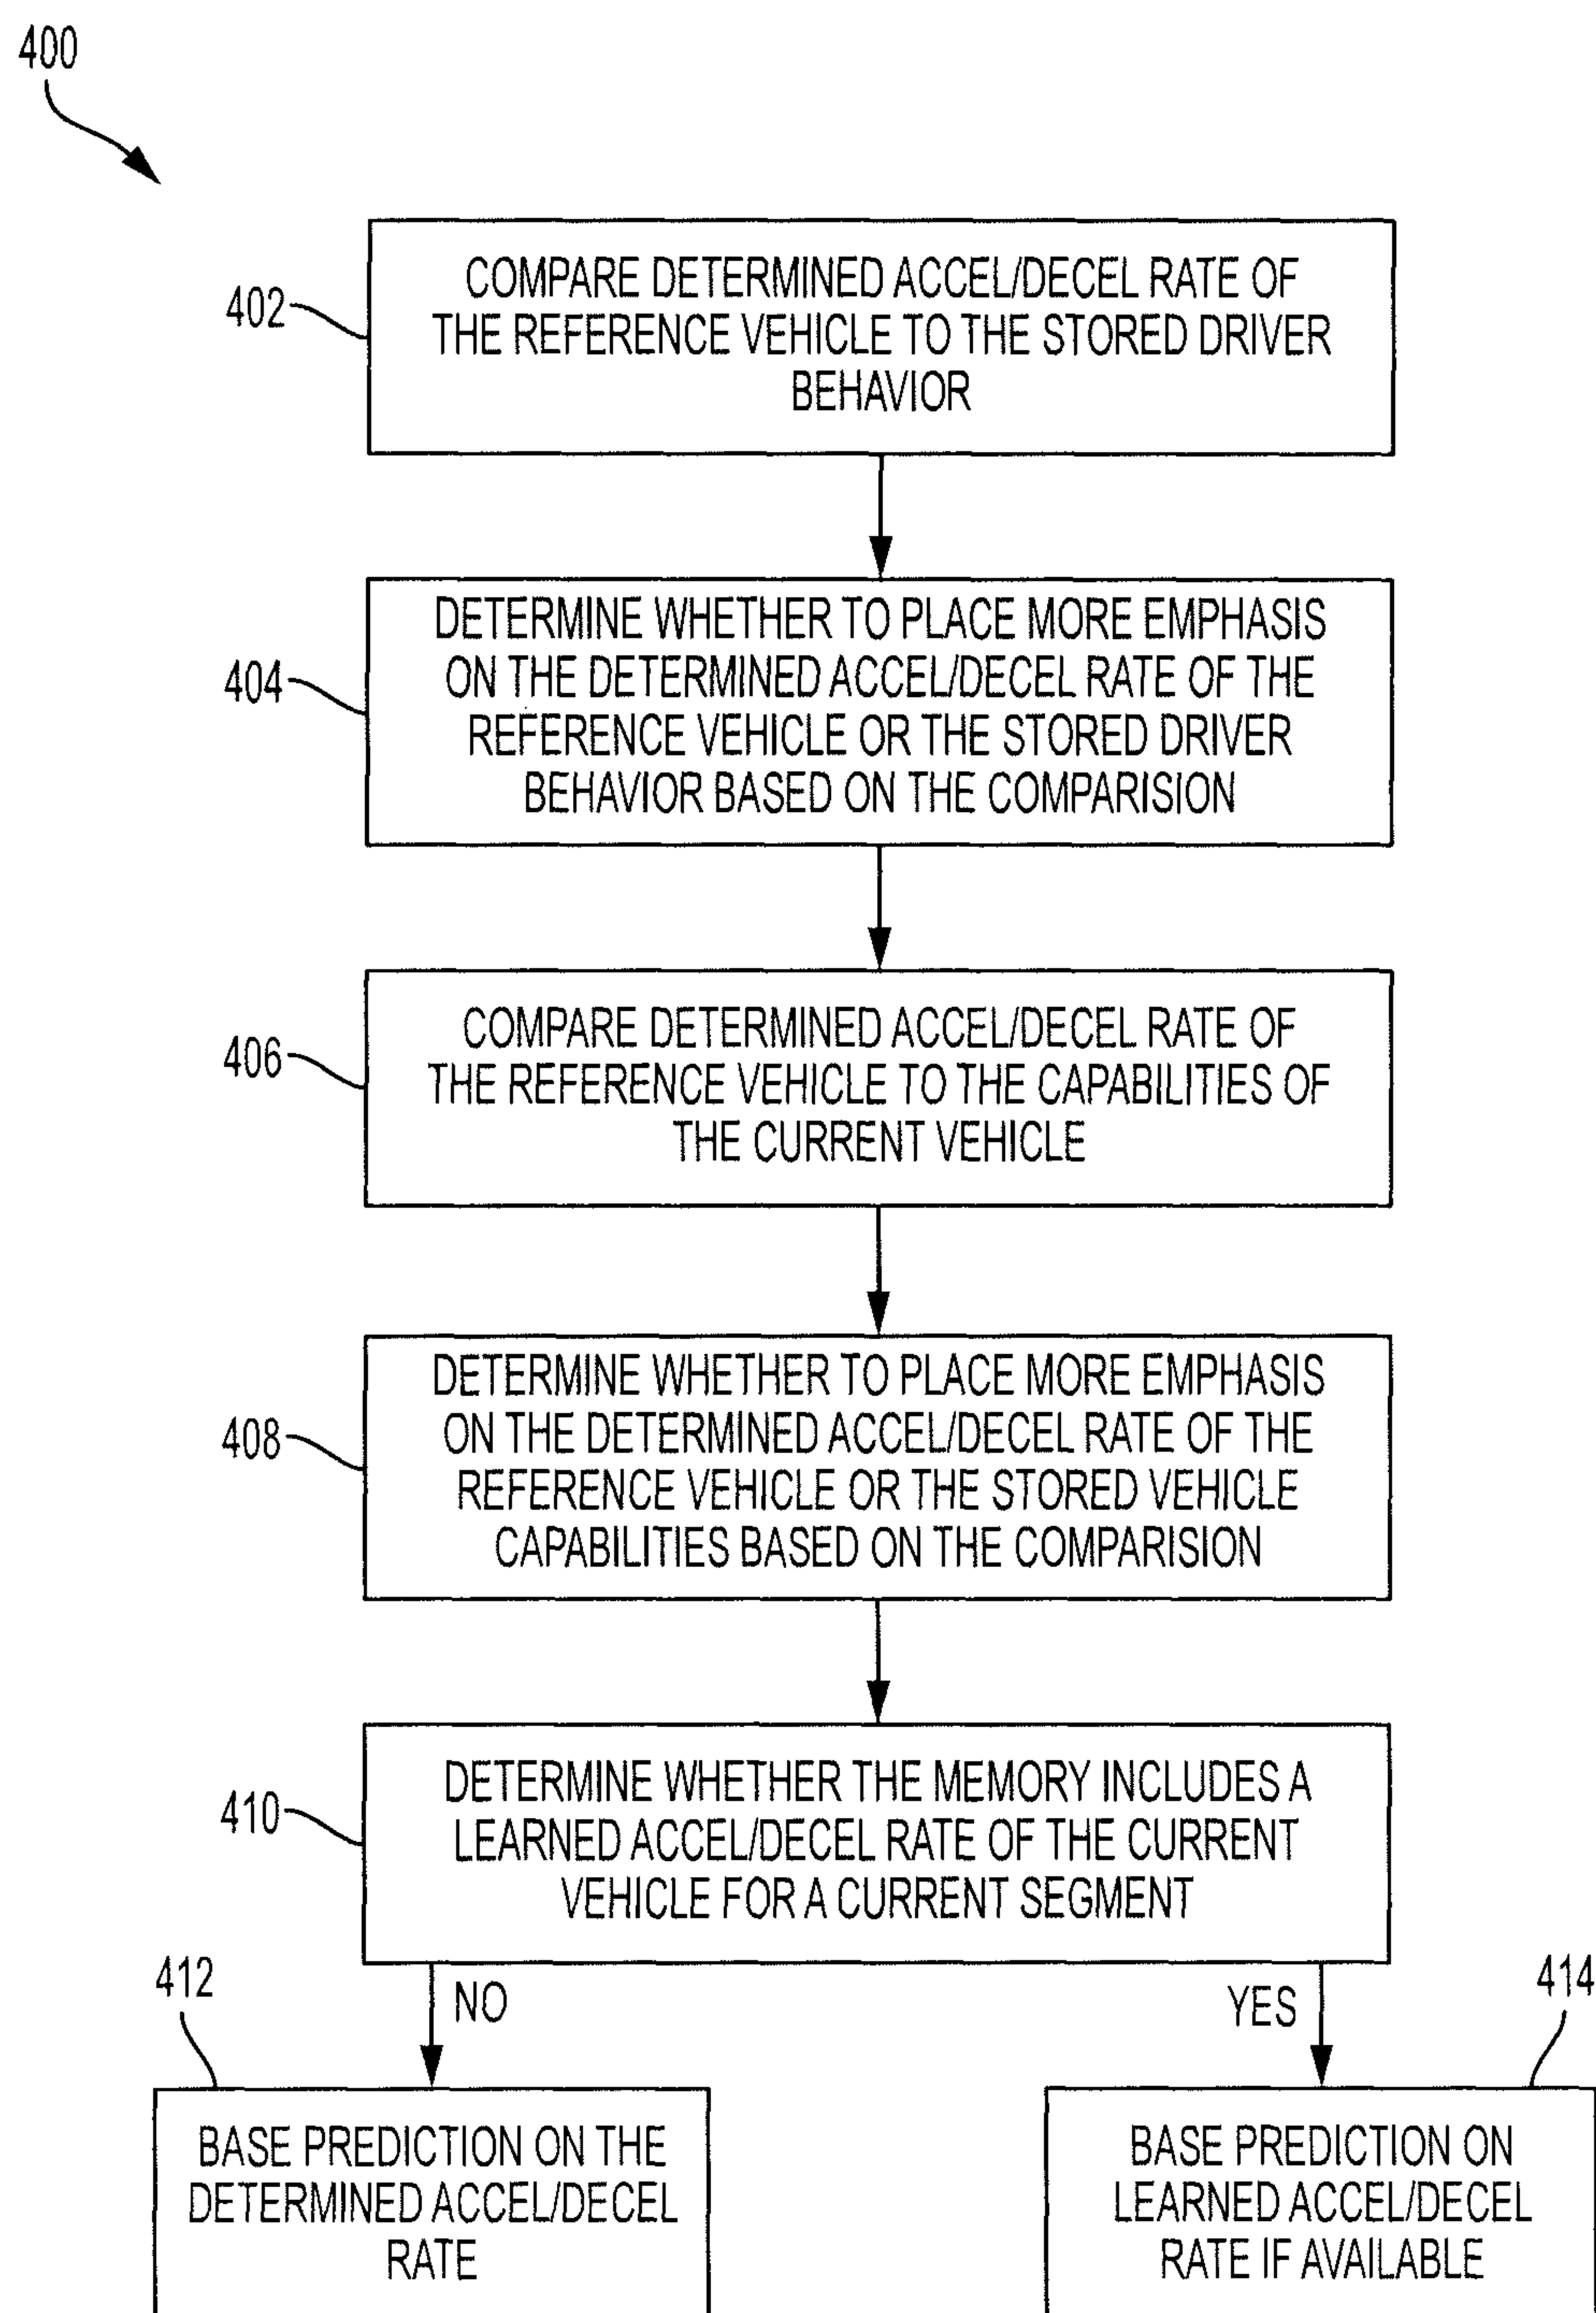 400
402
COMPARE DETERMINED ACCEL/DECEL RATE OF
THE REFERENCE VEHICLE TO THE STORED DRIVER
BEHAVIOR
404
DETERMINE WHETHER TO PLACE MORE EMPHASIS
ON THE DETERMINED ACCEL/DECEL RATE OF THE
REFERENCE VEHICLE OR THE STORED DRIVER
BEHAVIOR BASED ON THE COMPARISION
406
COMPARE DETERMINED ACCEL/DECEL RATE OF
THE REFERENCE VEHICLE TO THE CAPABILITIES OF
THE CURRENT VEHICLE
408
DETERMINE WHETHER TO PLACE MORE EMPHASIS
ON THE DETERMINED ACCEL/DECEL RATE OF THE
REFERENCE VEHICLE OR THE STORED VEHICLE
CAPABILITIES BASED ON THE COMPARISION
410
DETERMINE WHETHER THE MEMORY INCLUDES A
LEARNED ACCEL/DECEL RATE OF THE CURRENT
VEHICLE FOR A CURRENT SEGMENT
412
NO
YES
414
BASE PREDICTION ON THE
DETERMINED ACCEL/DECEL
RATE
BASE PREDICTION ON
LEARNED ACCEL/DECEL
RATE IF AVAILABLE